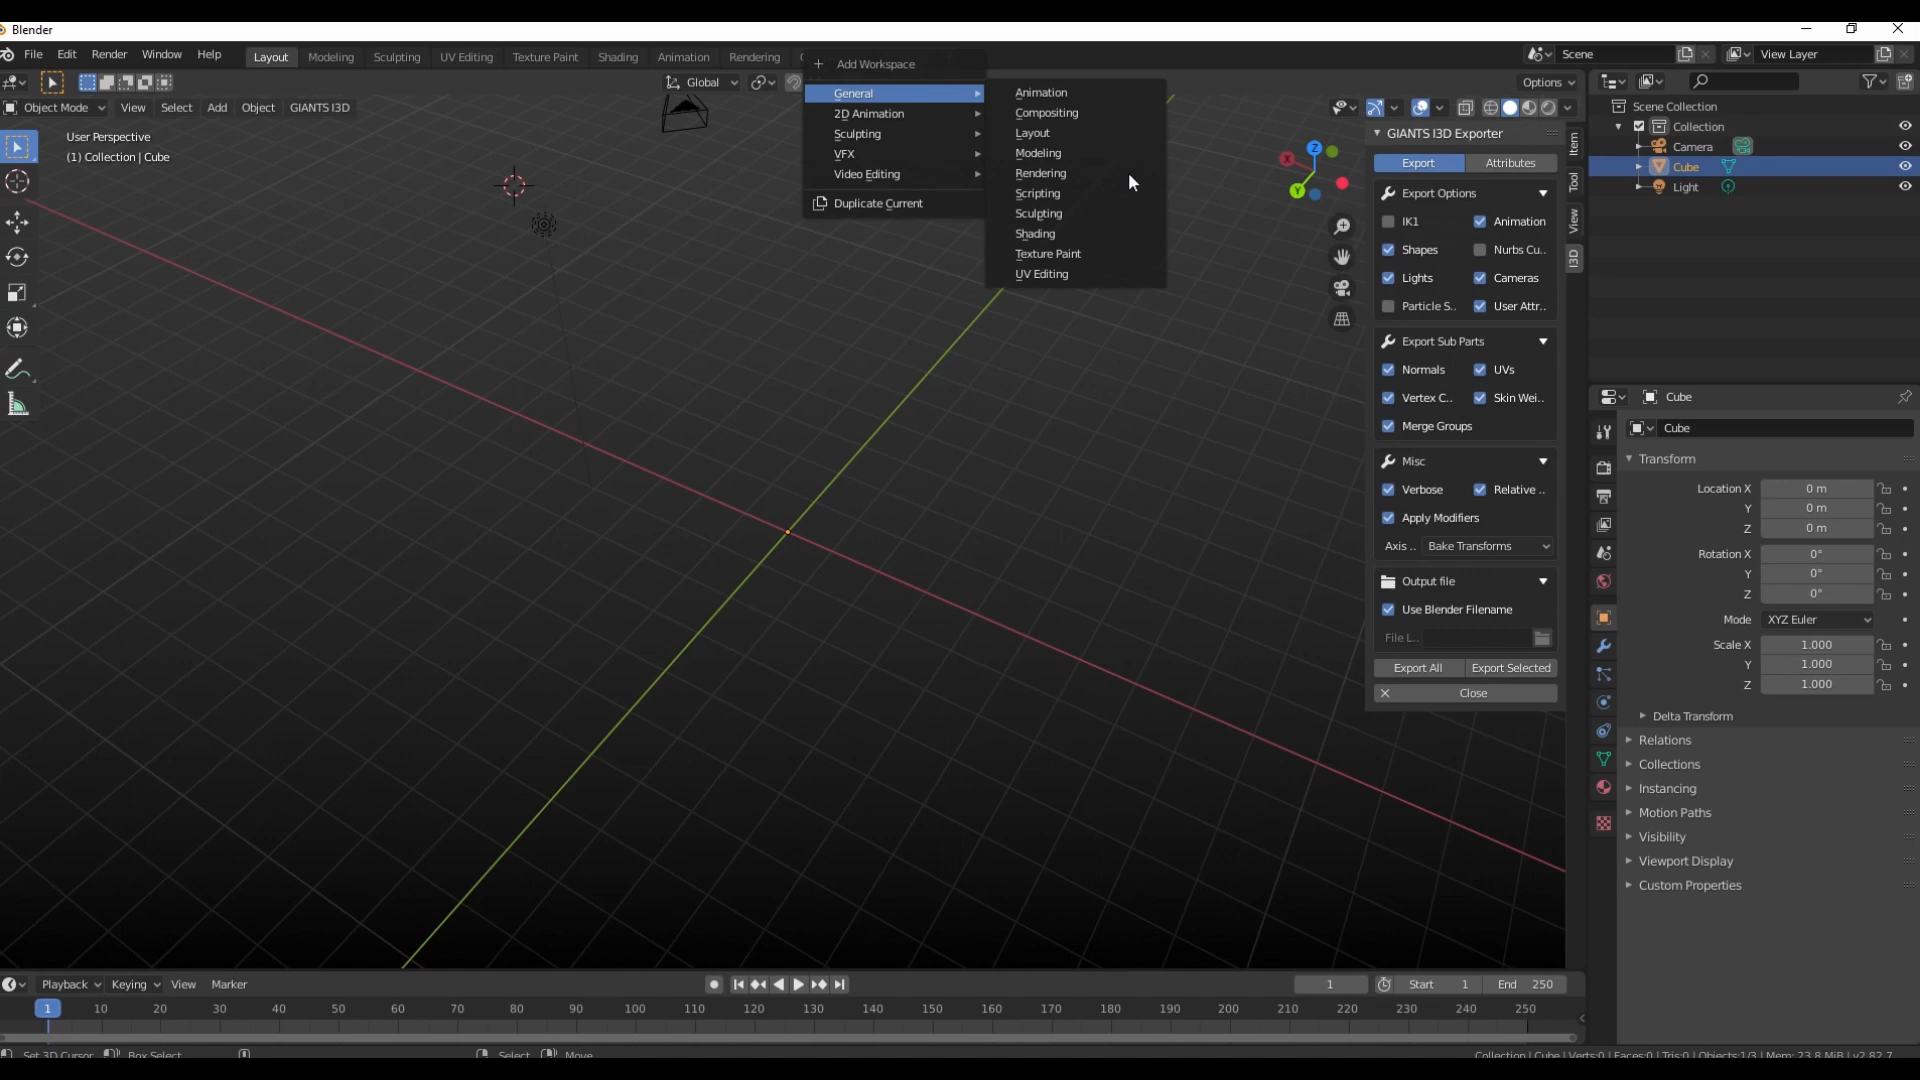 Blender
File Edit Render Window Help Layout Modeling Sculpting UV Editing Texture Paint Shading Animation Rendering Scene View Layer
Global Options
Object Mode View Select Add Object GIANTS I3D
User Perspective
(1) Collection | Cube
Add Workspace
General
2D Animation
Sculpting
VFX
Video Editing
Duplicate Current
Animation
Compositing
Layout
Modeling
Rendering
Scripting
Sculpting
Shading
Texture Paint
UV Editing
X
Y
Z
GIANTS I3D Exporter
Export Attributes
Export Options
IK1 Animation
Shapes Nurbs Cu..
Lights Cameras
Particle S.. User Attr..
Export Sub Parts
Normals UVs
Vertex C.. Skin Wei..
Merge Groups
Misc
Verbose Relative ..
Apply Modifiers
Axis .. Bake Transforms
Output file
Use Blender Filename
File L..
Export All Export Selected
Close
Item
Tool
View
I3D
Scene Collection
Collection
Camera
Cube
Light
Cube
Cube
Transform
Location X 0 m
Y 0 m
Z 0 m
Rotation X 0°
Y 0°
Z 0°
Mode XYZ Euler
Scale X 1.000
Y 1.000
Z 1.000
Delta Transform
Relations
Collections
Instancing
Motion Paths
Visibility
Viewport Display
Custom Properties
Playback Keying View Marker 1 Start 1 End 250
1 10 20 30 40 50 60 70 80 90 100 110 120 130 140 150 160 170 180 190 200 210 220 230 240 250
Set 3D Cursor Box Select Select Move Collection | Cube | Verts:0 | Faces:0 | Tris:0 | Objects:1/3 | Mem: 23.8 MiB | v2.82.7